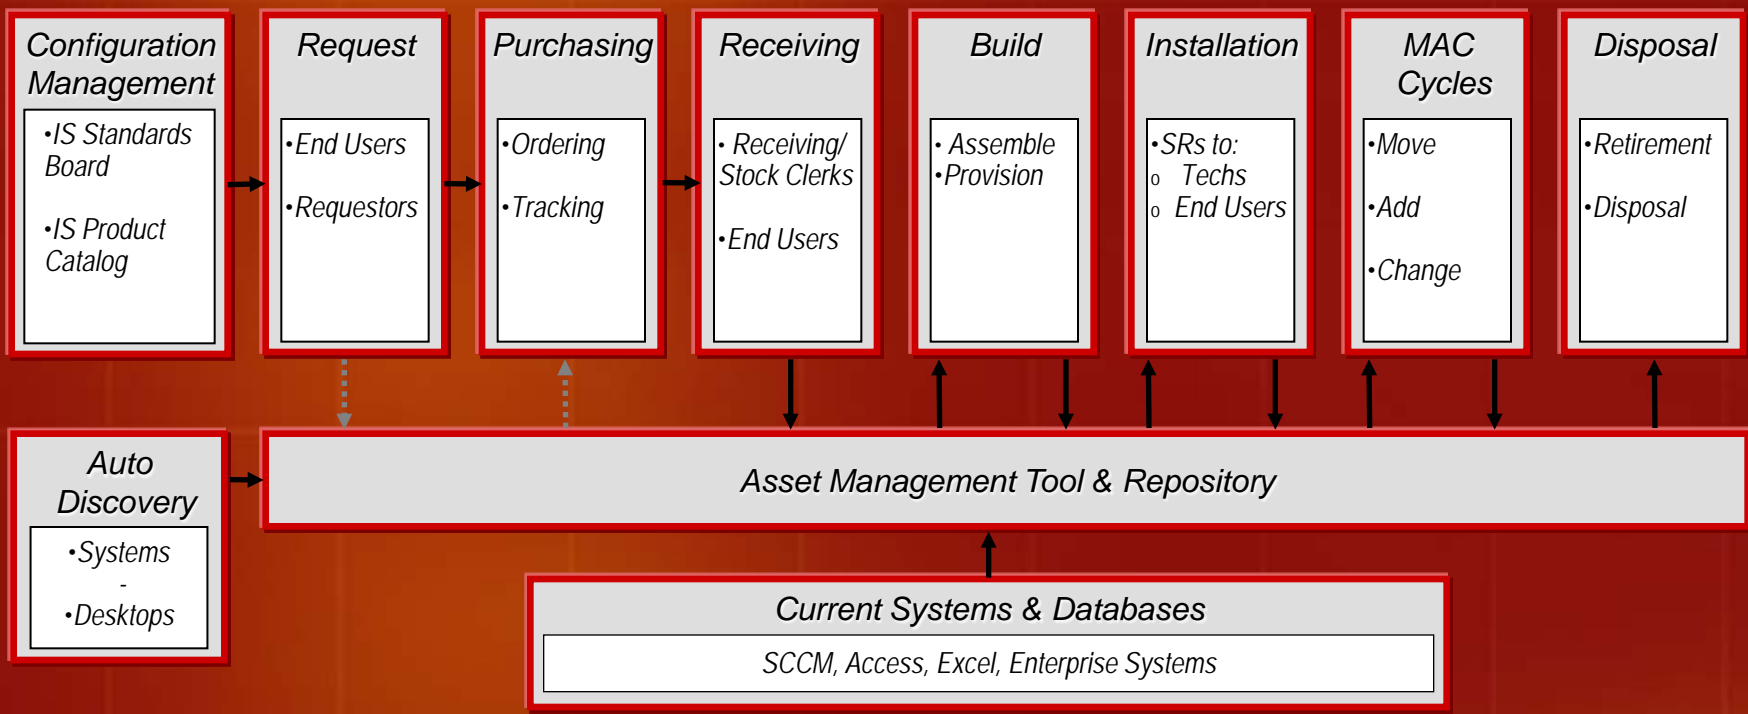 Configuration
Management
•IS Standards
Board
•IS Product
Catalog
Request
•End Users
•Requestors
Purchasing
•Ordering
•Tracking
Receiving
• Receiving/
Stock Clerks
•End Users
Build
• Assemble
•Provision
Installation
•SRs to:
o Techs
o End Users
MAC
Cycles
•Move
•Add
•Change
Disposal
•Retirement
•Disposal
Auto
Discovery
•Systems
-
•Desktops
Asset Management Tool & Repository
Current Systems & Databases
SCCM, Access, Excel, Enterprise Systems